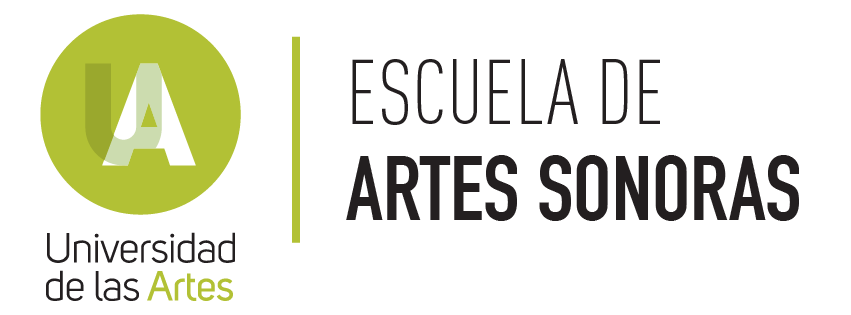 UA
Universidad
de las Artes
ESCUELA DE
ARTES SONORAS